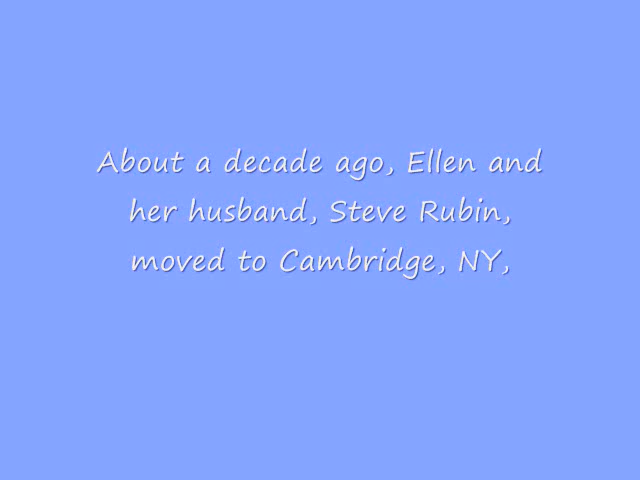 About a decade ago, Ellen and
her husband, Steve Rubin,
moved to Cambridge, NY,